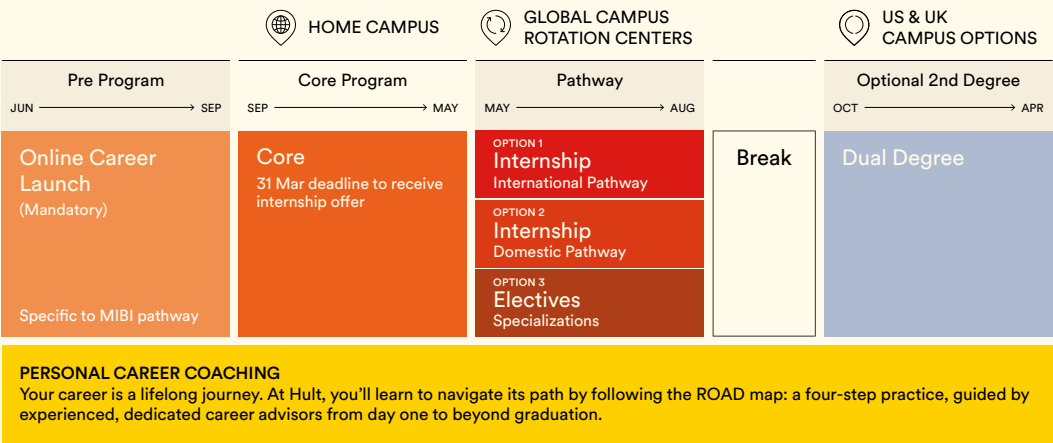 HOME CAMPUS
GLOBAL CAMPUS
ROTATION CENTERS
US & UK
CAMPUS OPTIONS
Pre Program
JUN SEP
Core Program
SEP MAY
Pathway
MAY AUG
Optional 2nd Degree
OCT APR
Online Career
Launch
(Mandatory)
Specific to MIBI pathway
Core
31 Mar deadline to receive
internship offer
OPTION 1
Internship
International Pathway
OPTION 2
Internship
Domestic Pathway
OPTION 3
Electives
Specializations
Break
Dual Degree
PERSONAL CAREER COACHING
Your career is a lifelong journey. At Hult, you’ll learn to navigate its path by following the ROAD map: a four-step practice, guided by
experienced, dedicated career advisors from day one to beyond graduation.